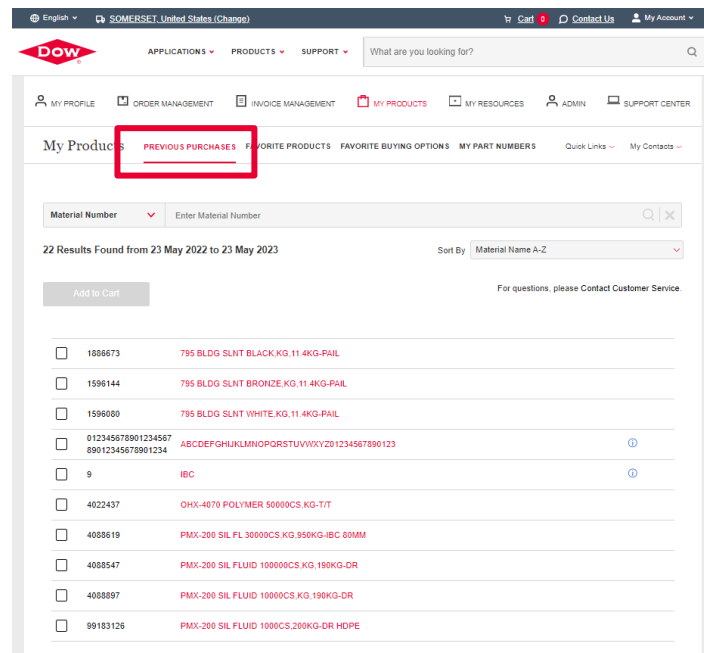 English SOMERSET, United States (Change) Cart 0 Contact Us My Account
Dow APPLICATIONS PRODUCTS SUPPORT What are you looking for?
MY PROFILE ORDER MANAGEMENT INVOICE MANAGEMENT MY PRODUCTS MY RESOURCES ADMIN SUPPORT CENTER
My Products PREVIOUS PURCHASES FAVORITE PRODUCTS FAVORITE BUYING OPTIONS MY PART NUMBERS Quick Links My Contacts
Material Number Enter Material Number
22 Results Found from 23 May 2022 to 23 May 2023 Sort By Material Name A-Z
Add to Cart For questions, please Contact Customer Service.
1886673 795 BLDG SLNT BLACK,KG,11.4KG-PAIL
1596144 795 BLDG SLNT BRONZE,KG,11.4KG-PAIL
1596080 795 BLDG SLNT WHITE,KG,11.4KG-PAIL
012345678901234567
89012345678901234 ABCDEFGHIJKLMNOPQRSTUVWXYZ01234567890123
9 IBC
4022437 OHX-4070 POLYMER 50000CS,KG-T/T
4088619 PMX-200 SIL FL 30000CS,KG,950KG-IBC 80MM
4088547 PMX-200 SIL FLUID 100000CS,KG,190KG-DR
4088897 PMX-200 SIL FLUID 10000CS,KG,190KG-DR
99183126 PMX-200 SIL FLUID 1000CS,200KG-DR HDPE